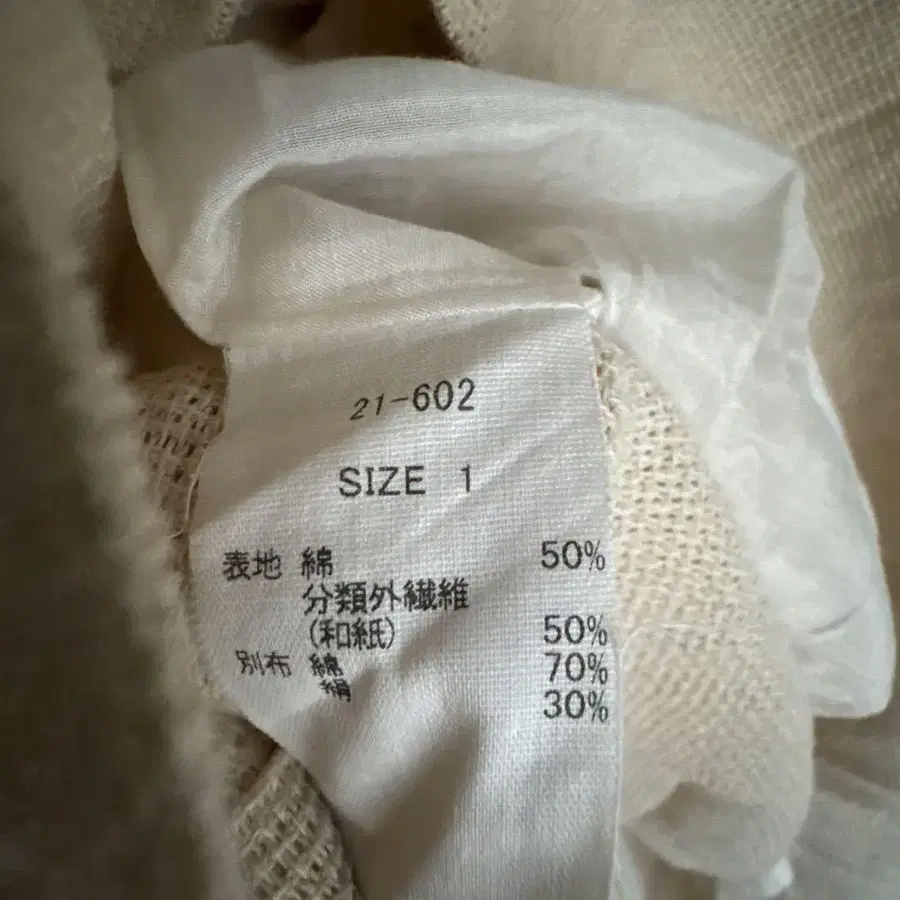 21-602
SIZE 1
表地 綿 50%
分類外繊維
(和紙) 50%
別布 綿 70%
絹 30%